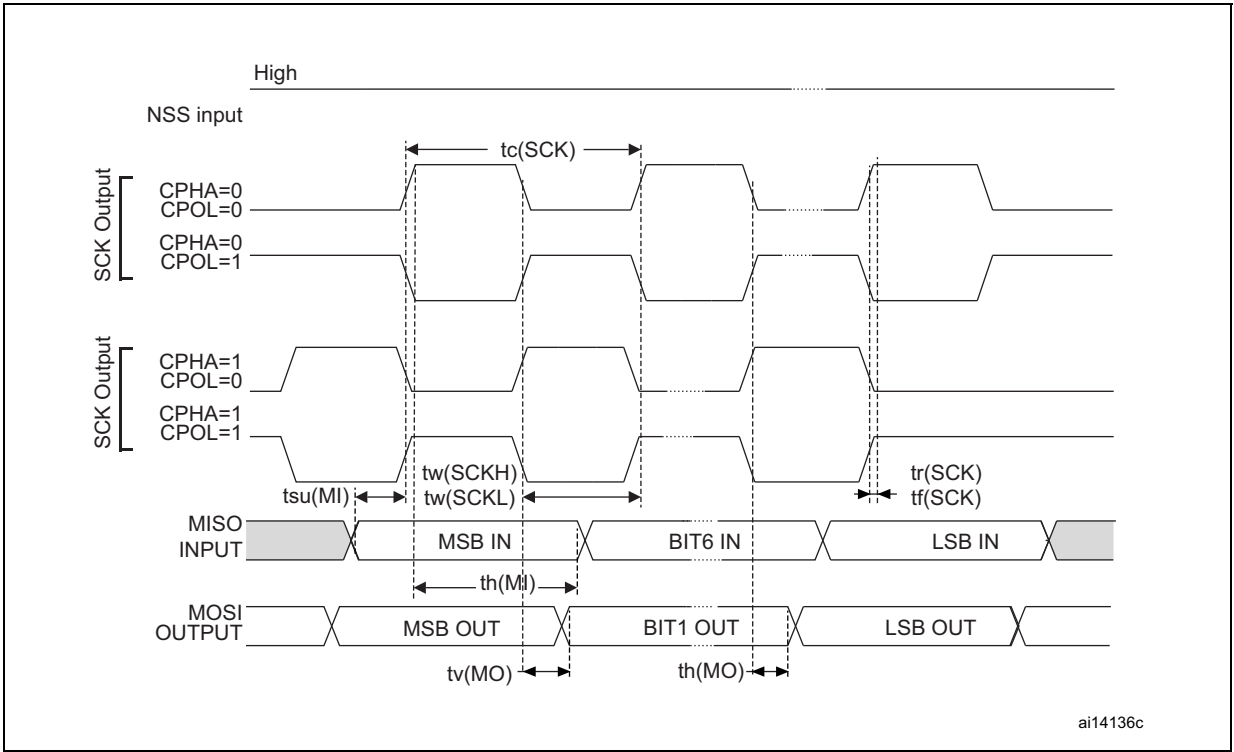 High
NSS input
tc(SCK)
SCK Output
CPHA=0
CPOL=0
CPHA=0
CPOL=1
SCK Output
CPHA=1
CPOL=0
CPHA=1
CPOL=1
tw(SCKH)
tr(SCK)
tsu(MI)
tw(SCKL)
tf(SCK)
MISO
INPUT
MSB IN
BIT6 IN
LSB IN
th(MI)
MOSI
OUTPUT
MSB OUT
BIT1 OUT
LSB OUT
tv(MO)
th(MO)
ai14136c